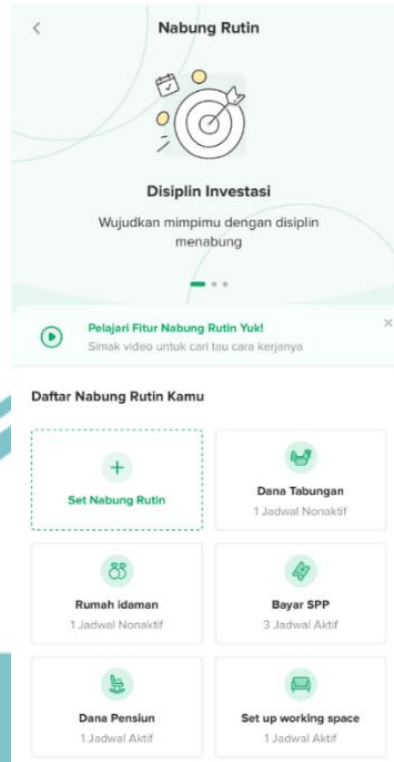 Nabung Rutin
Disiplin Investasi
Wujudkan mimpimu dengan disiplin
menabung
Pelajari Fitur Nabung Rutin Yuk!
Simak video untuk cari tau cara kerjanya
Daftar Nabung Rutin Kamu
Set Nabung Rutin
Dana Tabungan
1 Jadwal Nonaktif
Rumah idaman
1 Jadwal Nonaktif
Bayar SPP
3 Jadwal Aktif
Dana Pensiun
1 Jadwal Aktif
Set up working space
1 Jadwal Aktif